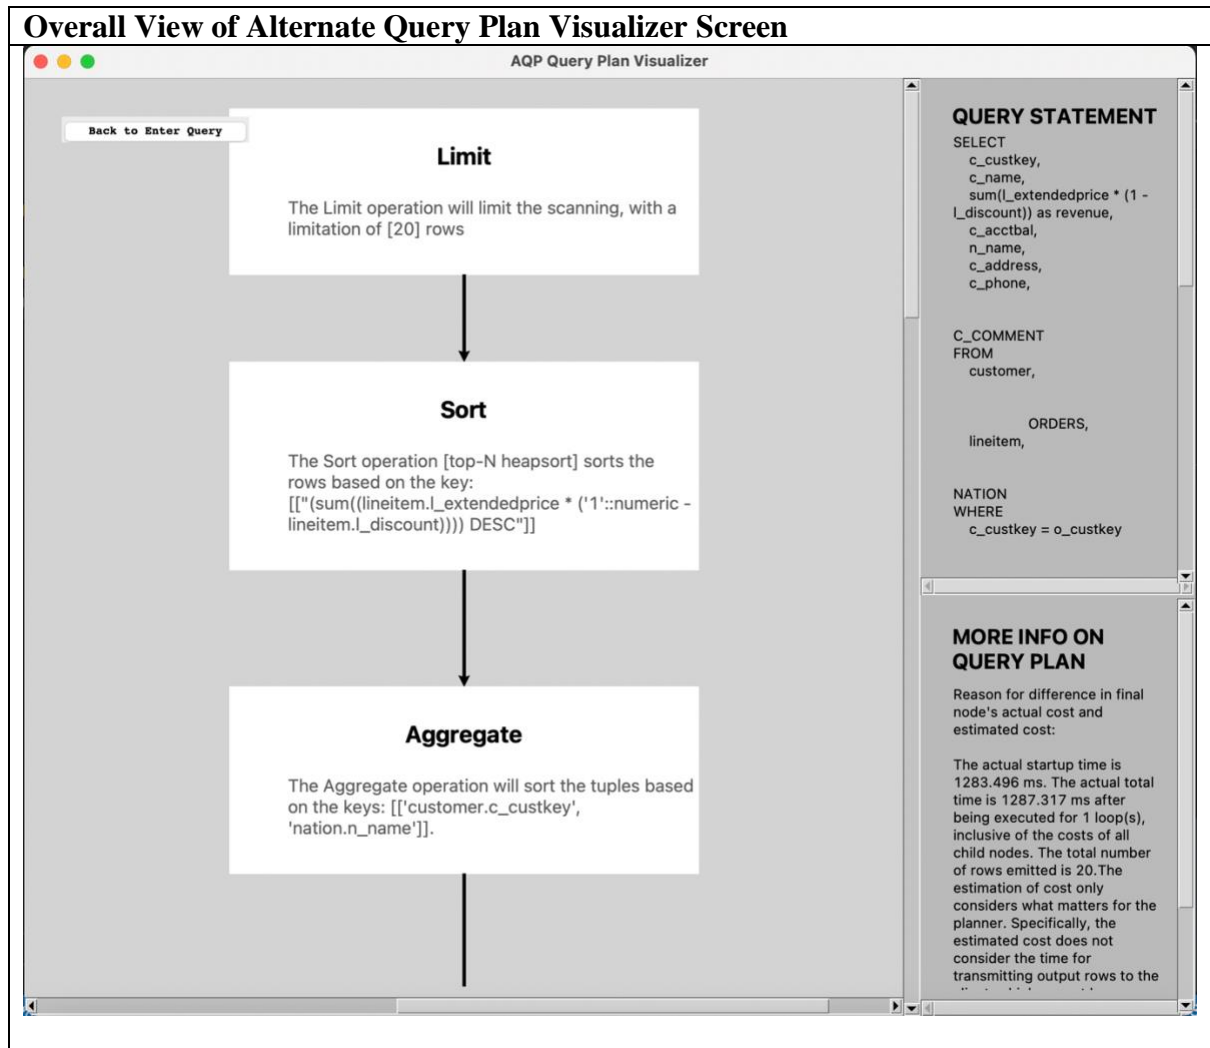 Overall View of Alternate Query Plan Visualizer Screen
AQP Query Plan Visualizer
Back to Enter Query
Limit
The Limit operation will limit the scanning, with a
limitation of [20] rows
Sort
The Sort operation [top-N heapsort] sorts the
rows based on the key:
[["(sum((lineitem.l_extendedprice * ('1'::numeric -
lineitem.l_discount)))) DESC"]]
Aggregate
The Aggregate operation will sort the tuples based
on the keys: [['customer.c_custkey',
'nation.n_name']].
QUERY STATEMENT
SELECT
c_custkey,
c_name,
sum(l_extendedprice * (1 -
l_discount)) as revenue,
c_acctbal,
n_name,
c_address,
c_phone,
C_COMMENT
FROM
customer,
ORDERS,
lineitem,
NATION
WHERE
c_custkey = o_custkey
MORE INFO ON
QUERY PLAN
Reason for difference in final
node's actual cost and
estimated cost:
The actual startup time is
1283.496 ms. The actual total
time is 1287.317 ms after
being executed for 1 loop(s),
inclusive of the costs of all
child nodes. The total number
of rows emitted is 20.The
estimation of cost only
considers what matters for the
planner. Specifically, the
estimated cost does not
consider the time for
transmitting output rows to the